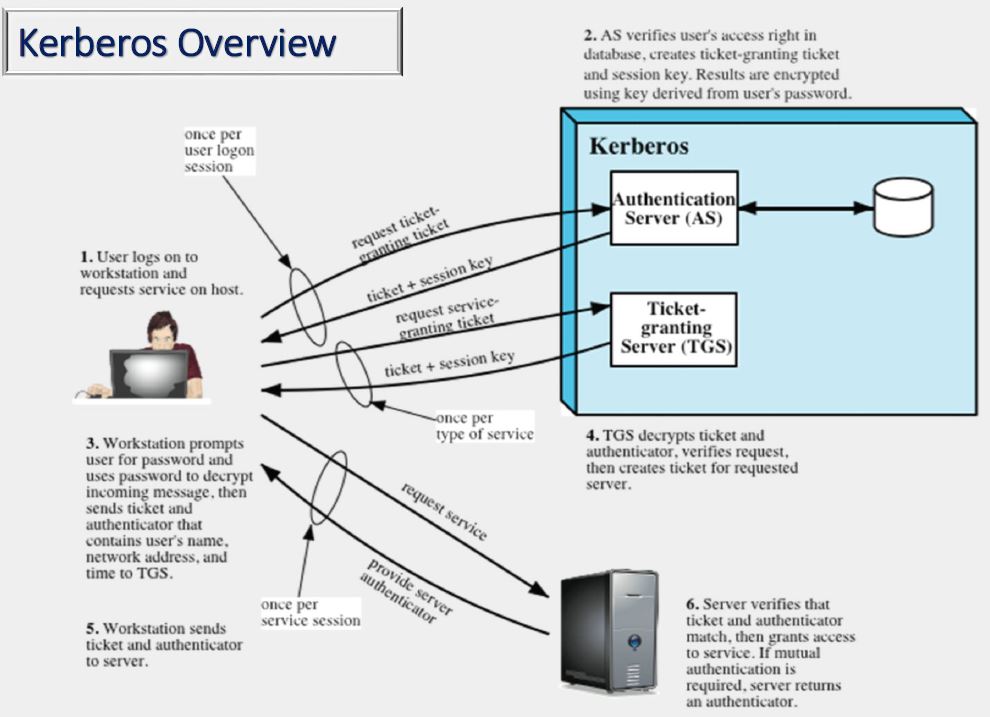 Kerberos Overview
2. AS verifies user's access right in
database, creates ticket-granting ticket
and session key. Results are encrypted
using key derived from user's password.
once per
user logon
session
Kerberos
Authentication
Server (AS)
request ticket-
granting ticket
1. User logs on to
workstation and
requests service on host.
ticket + session key
request service-
granting ticket
Ticket-
granting
Server (TGS)
ticket + session key
once per
type of service
4. TGS decrypts ticket and
authenticator, verifies request,
then creates ticket for requested
server.
3. Workstation prompts
user for password and
uses password to decrypt
incoming message, then
sends ticket and
authenticator that
contains user's name,
network address, and
time to TGS.
request service
provide server
authenticator
once per
service session
5. Workstation sends
ticket and authenticator
to server.
6. Server verifies that
ticket and authenticator
match, then grants access
to service. If mutual
authentication is
required, server returns
an authenticator.